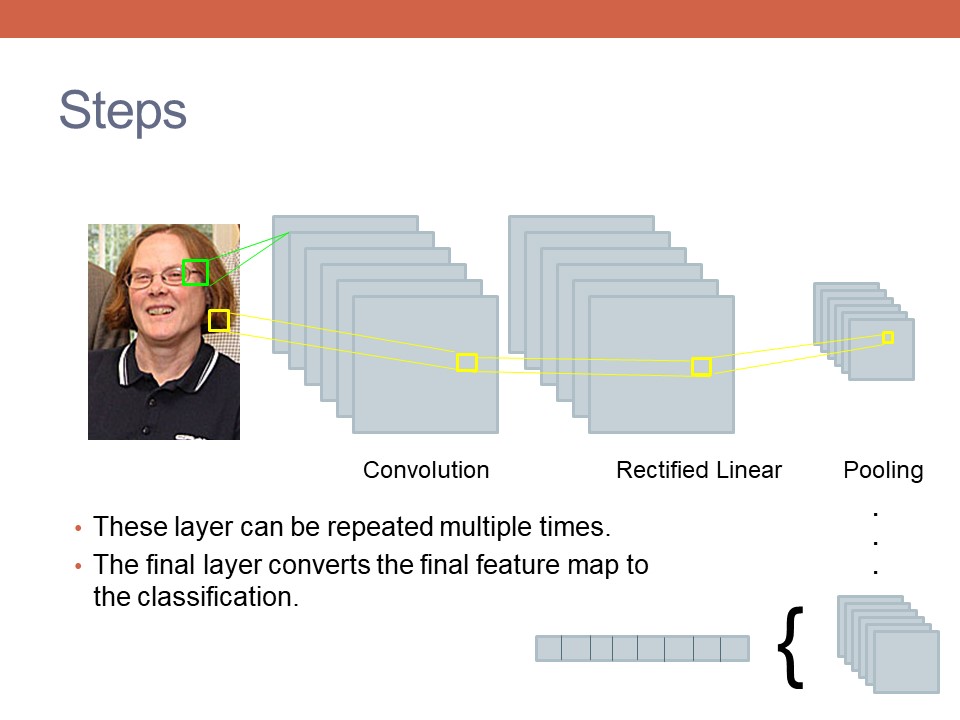 Steps
Convolution
Rectified Linear
Pooling
.
.
.
• These layer can be repeated multiple times.
• The final layer converts the final feature map to
the classification.
{